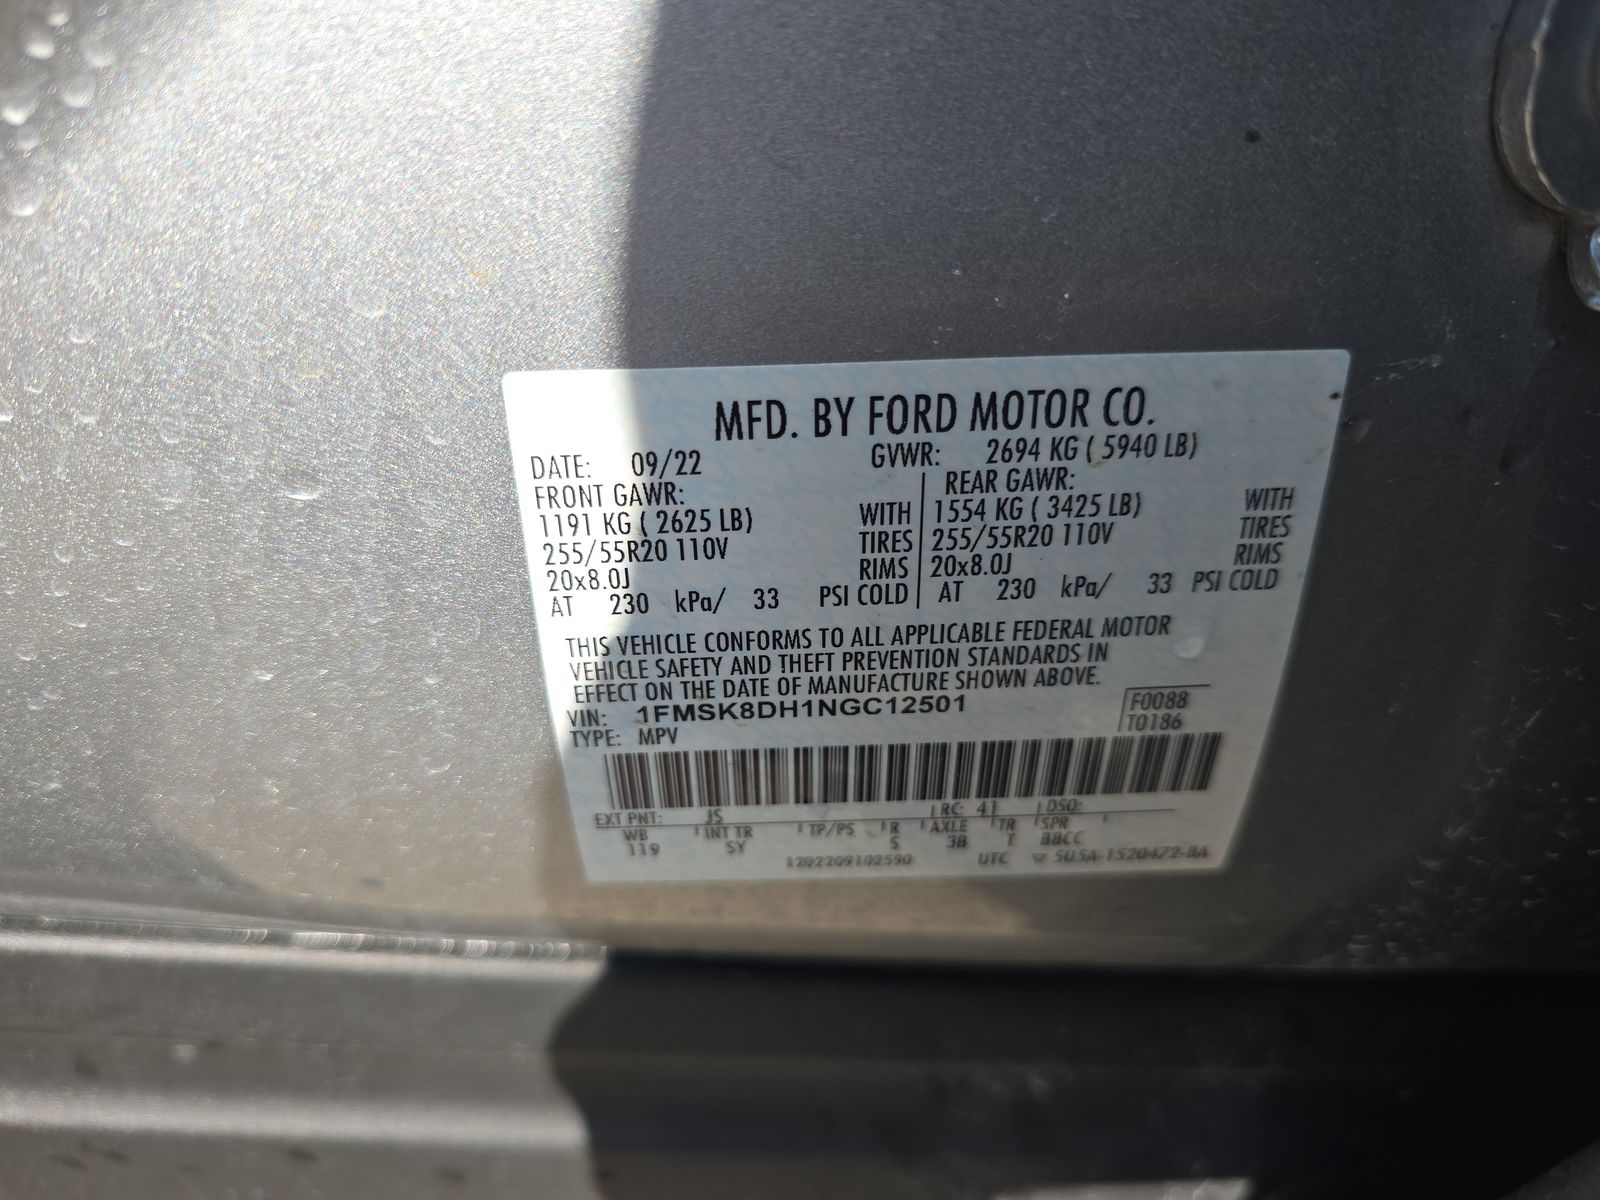 MFD. BY FORD MOTOR CO.
DATE: 09/22 GVWR: 2694 KG ( 5940 LB)
FRONT GAWR: REAR GAWR:
1191 KG ( 2625 LB) WITH 1554 KG ( 3425 LB) WITH
255/55R20 110V TIRES 255/55R20 110V TIRES
20x8.0J RIMS 20x8.0J RIMS
AT 230 kPa/ 33 PSI COLD AT 230 kPa/ 33 PSI COLD
THIS VEHICLE CONFORMS TO ALL APPLICABLE FEDERAL MOTOR
VEHICLE SAFETY AND THEFT PREVENTION STANDARDS IN
EFFECT ON THE DATE OF MANUFACTURE SHOWN ABOVE.
VIN: 1FMSK8DH1NGC12501 F0088
TYPE: MPV T0186
EXT PNT: JS RC: 41 DSO:
WB INT TR TP/PS R AXLE TR SPR
119 SY S 3B T BBCC
1202209102590 UTC 5U5A-1520472-BA